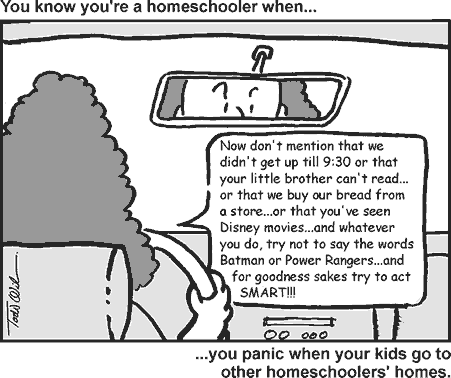 You know you're a homeschooler when...
Now don't mention that we
didn't get up till 9:30 or that
your little brother can't read...
or that we buy our bread from
a store...or that you've seen
Disney movies...and whatever
you do, try not to say the words
Batman or Power Rangers...and
for goodness sakes try to act
SMART!!!
Todd Wil
...you panic when your kids go to
other homeschoolers' homes.